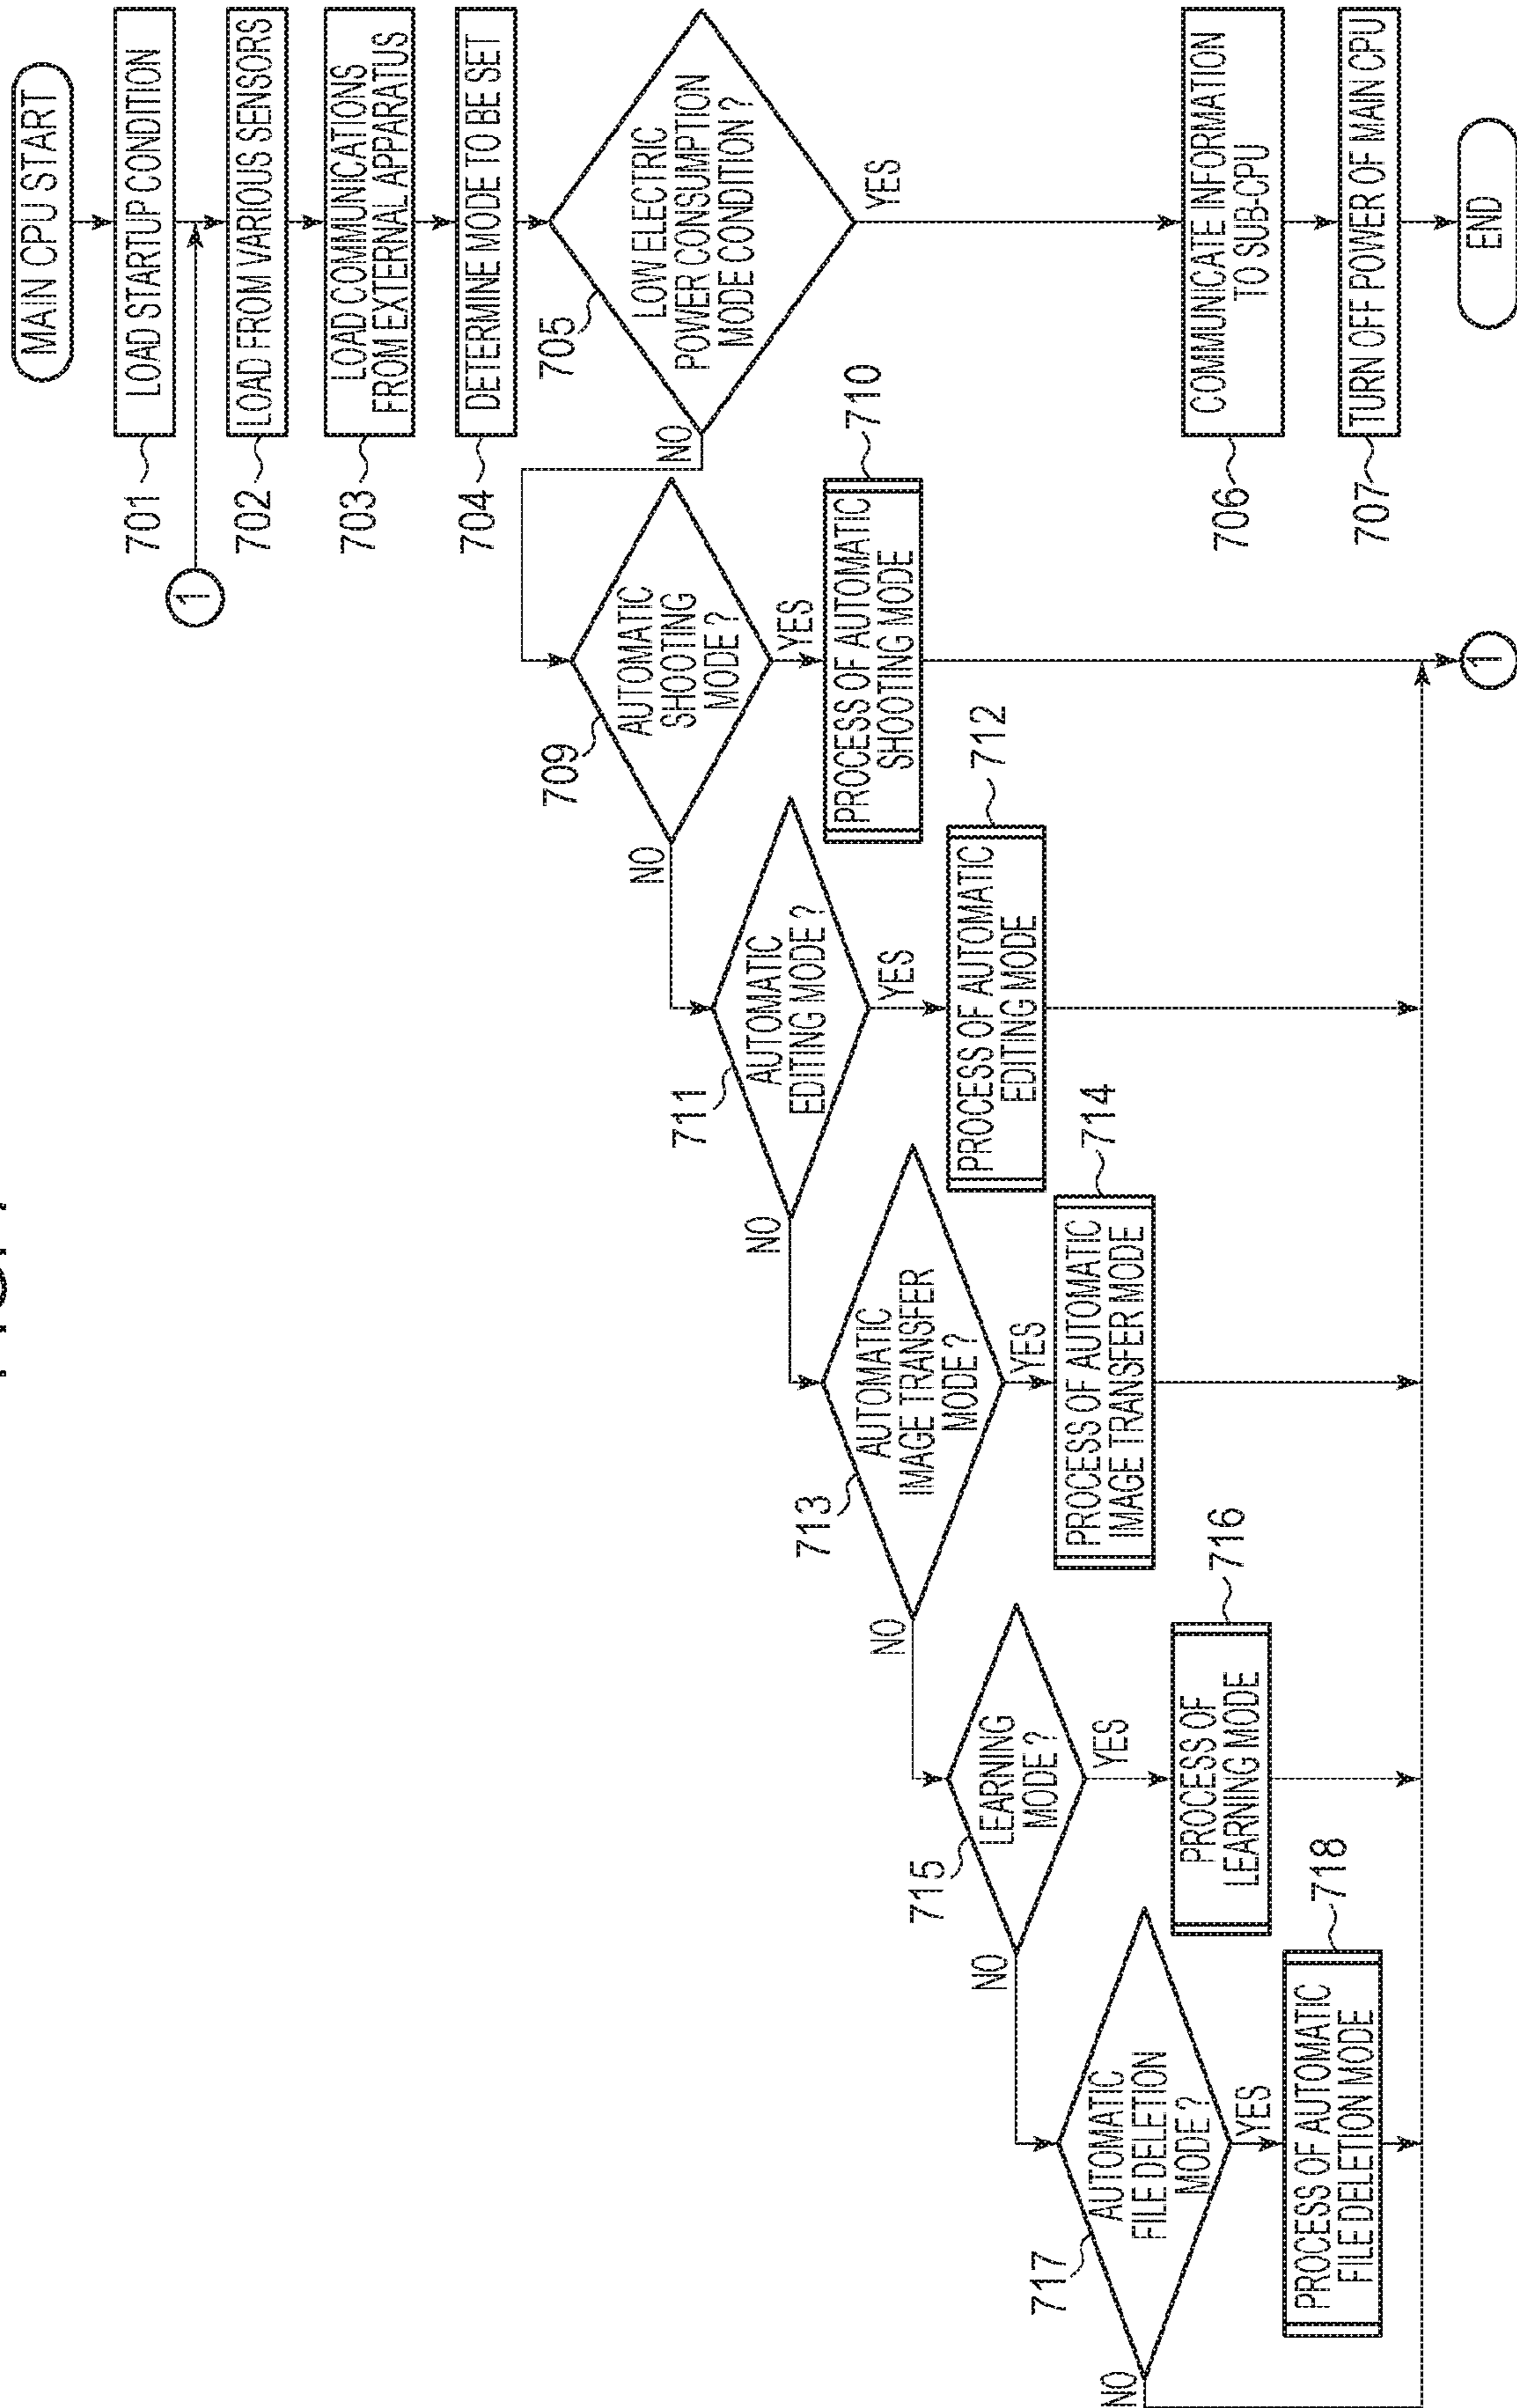 MAIN CPU START
701
LOAD STARTUP CONDITION
1
702
LOAD FROM VARIOUS SENSORS
703
LOAD COMMUNICATIONS
FROM EXTERNAL APPARATUS
704
DETERMINE MODE TO BE SET
705
LOW ELECTRIC
POWER CONSUMPTION
MODE CONDITION ?
NO
YES
709
AUTOMATIC
SHOOTING
MODE ?
NO
YES
710
PROCESS OF AUTOMATIC
SHOOTING MODE
711
AUTOMATIC
EDITING MODE ?
NO
YES
712
PROCESS OF AUTOMATIC
EDITING MODE
713
AUTOMATIC
IMAGE TRANSFER
MODE ?
NO
YES
714
PROCESS OF AUTOMATIC
IMAGE TRANSFER MODE
715
LEARNING
MODE ?
NO
YES
716
PROCESS OF
LEARNING MODE
717
AUTOMATIC
FILE DELETION
MODE ?
NO
YES
718
PROCESS OF AUTOMATIC
FILE DELETION MODE
706
COMMUNICATE INFORMATION
TO SUB-CPU
707
TURN OFF POWER OF MAIN CPU
1
END